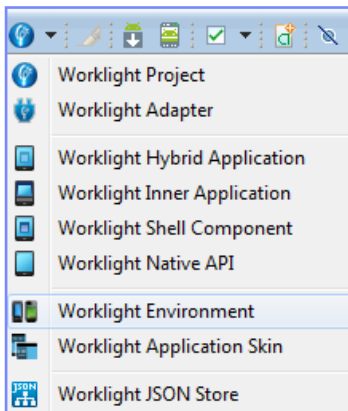 Worklight Project
Worklight Adapter
Worklight Hybrid Application
Worklight Inner Application
Worklight Shell Component
Worklight Native API
Worklight Environment
Worklight Application Skin
JSON
Worklight JSON Store